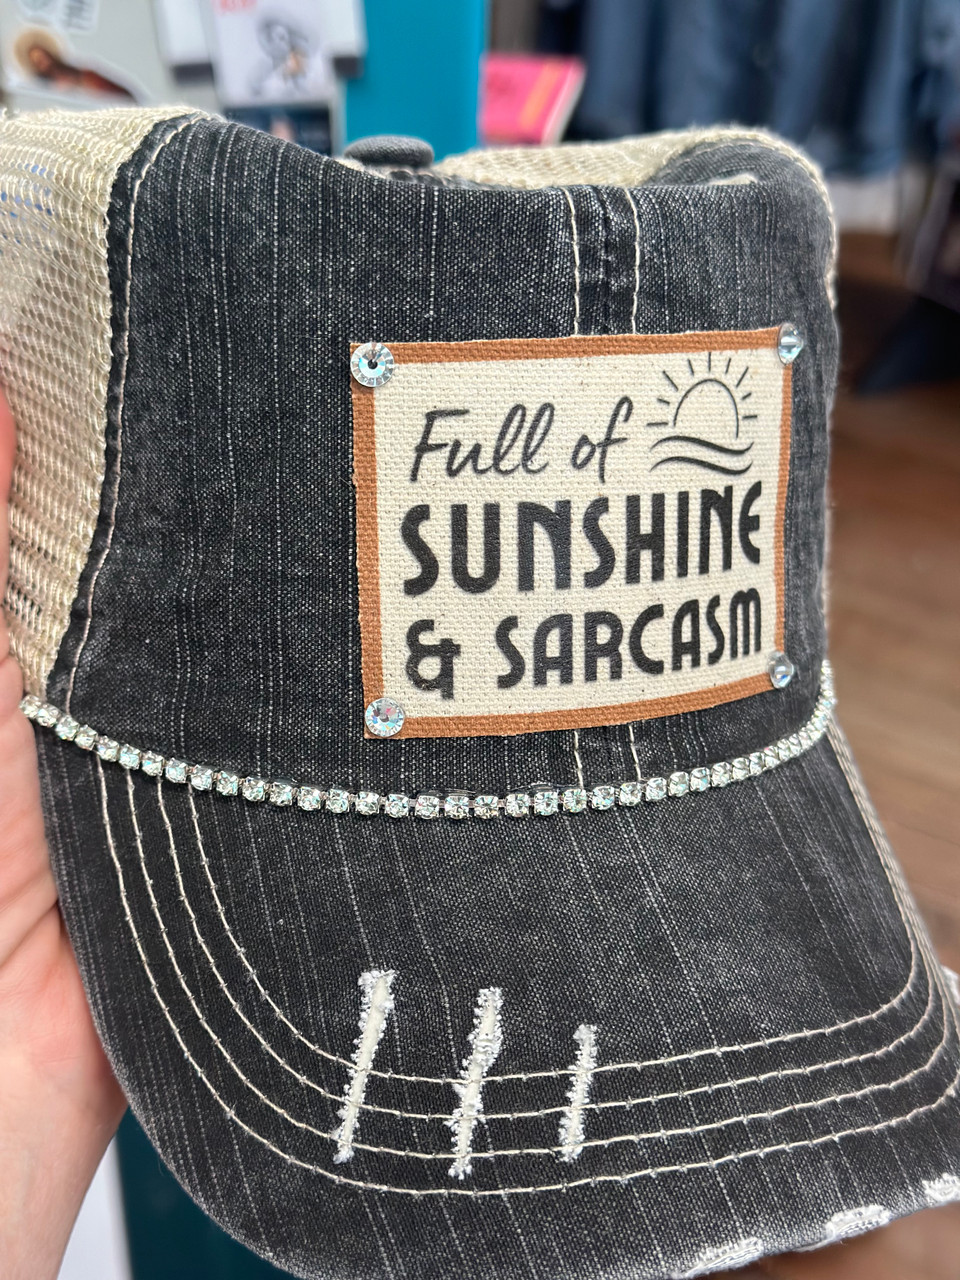 Full of
SUNSHINE
& SARCASM